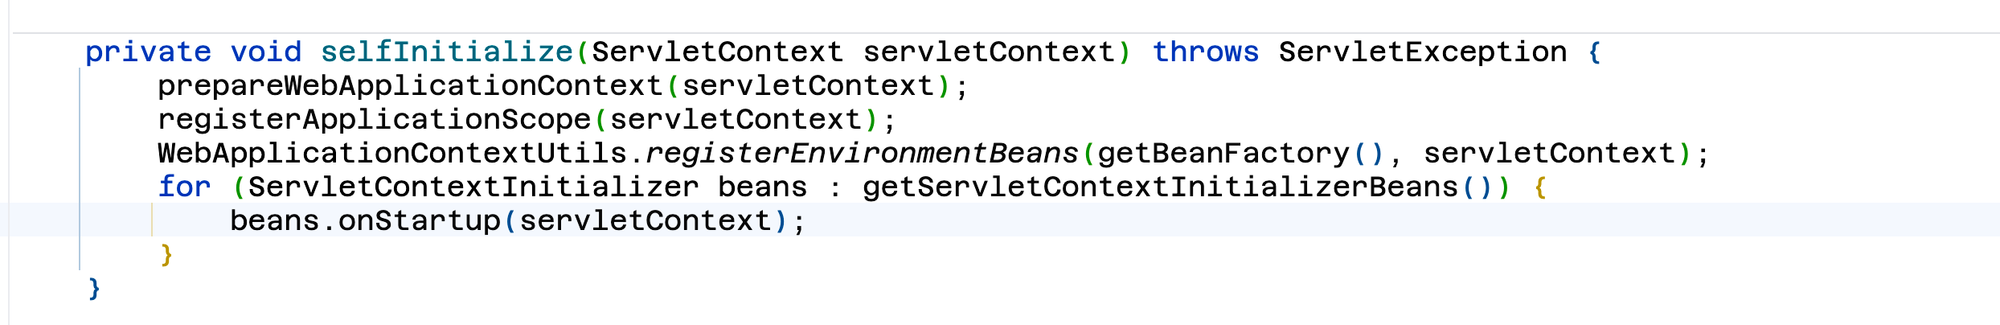 private void selfInitialize(ServletContext servletContext) throws ServletException {
prepareWebApplicationContext(servletContext);
registerApplicationScope(servletContext);
WebApplicationContextUtils.registerEnvironmentBeans(getBeanFactory(), servletContext);
for (ServletContextInitializer beans : getServletContextInitializerBeans()) {
beans.onStartup(servletContext);
}
}